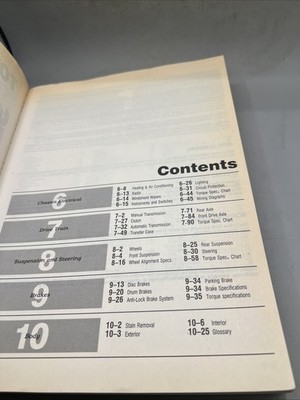 Contents
6
Chassis Electrical
6-8 Heating & Air Conditioning
6-13 Radio
6-14 Windshield Wipers
6-15 Instruments and Switches
6-26 Lighting
6-31 Circuit Protection
6-44 Torque Spec. Chart
6-45 Wiring Diagrams
7
Drive Train
7-2 Manual Transmission
7-27 Clutch
7-32 Automatic Transmission
7-49 Transfer Case
7-71 Rear Axle
7-84 Front Drive Axle
7-90 Torque Spec. Chart
8
Suspension and Steering
8-2 Wheels
8-4 Front Suspension
8-16 Wheel Alignment Specs.
8-25 Rear Suspension
8-30 Steering
8-58 Torque Spec. Chart
9
Brakes
9-13 Disc Brakes
9-20 Drum Brakes
9-26 Anti-Lock Brake System
9-34 Parking Brake
9-34 Brake Specifications
9-35 Torque specifications
10
Body
10-2 Stain Removal
10-3 Exterior
10-6 Interior
10-25 Glossary